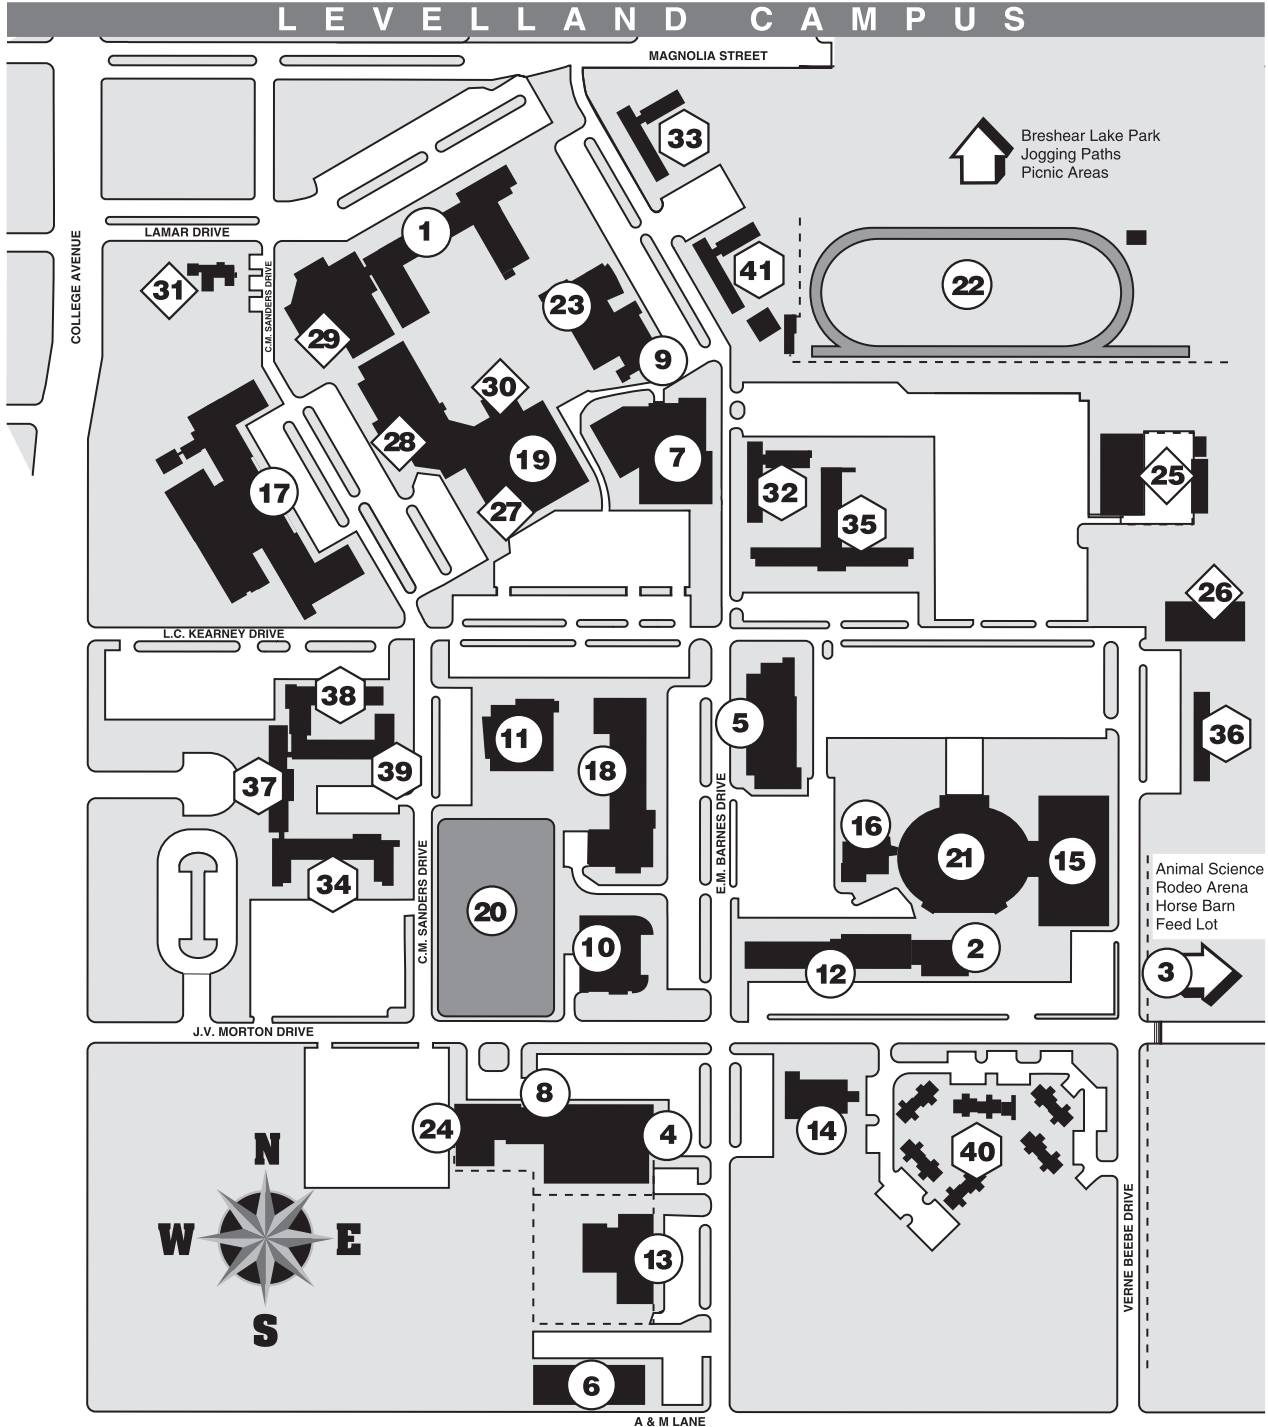 LEVELLAND CAMPUS
MAGNOLIA STREET
33
Breshear Lake Park
Jogging Paths
Picnic Areas
LAMAR DRIVE
1
COLLEGE AVENUE
31
C.M. SANDERS DRIVE
41
22
29
23
9
30
28
19
7
17
27
32
35
25
26
L.C. KEARNEY DRIVE
38
11
18
5
36
37
39
E.M. BARNES DRIVE
16
21
15
34
C.M. SANDERS DRIVE
20
10
12
2
Animal Science
Rodeo Arena
Horse Barn
Feed Lot
3
J.V. MORTON DRIVE
8
24
4
14
40
N
W
E
S
13
VERNE BEEBE DRIVE
6
A & M LANE